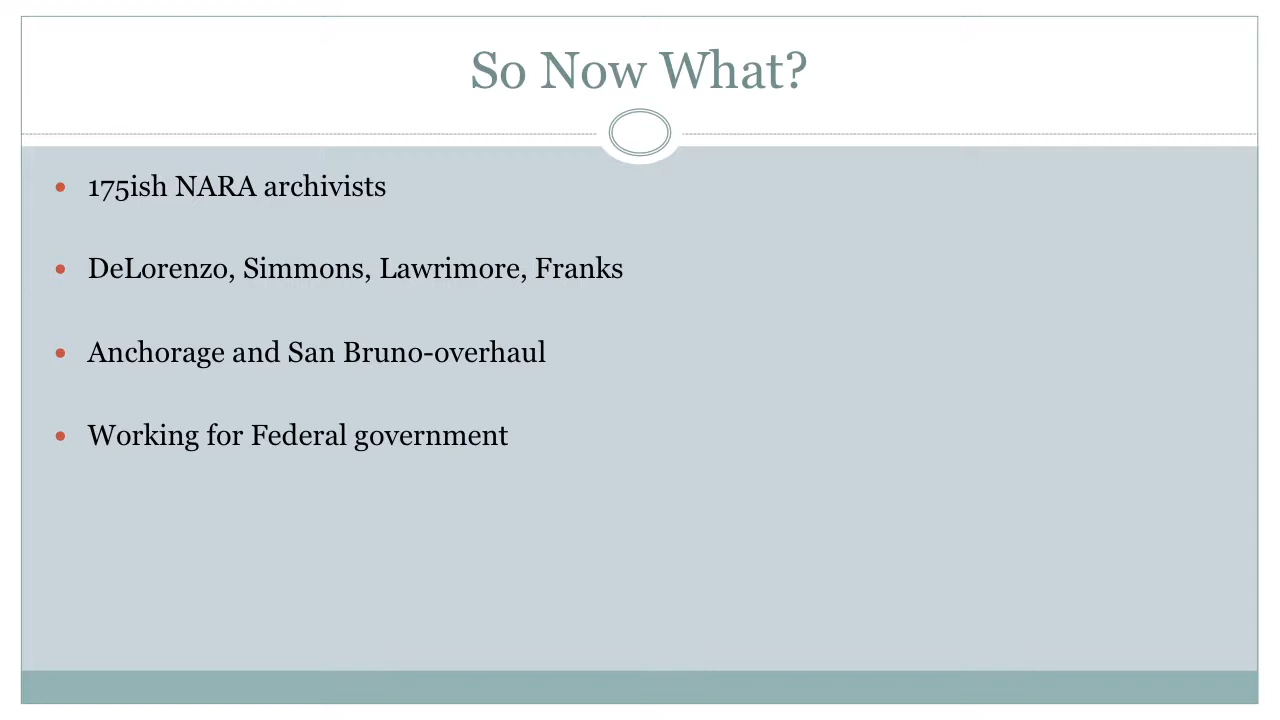 So Now What?
175ish NARA archivists
DeLorenzo, Simmons, Lawrimore, Franks
Anchorage and San Bruno-overhaul
Working for Federal government